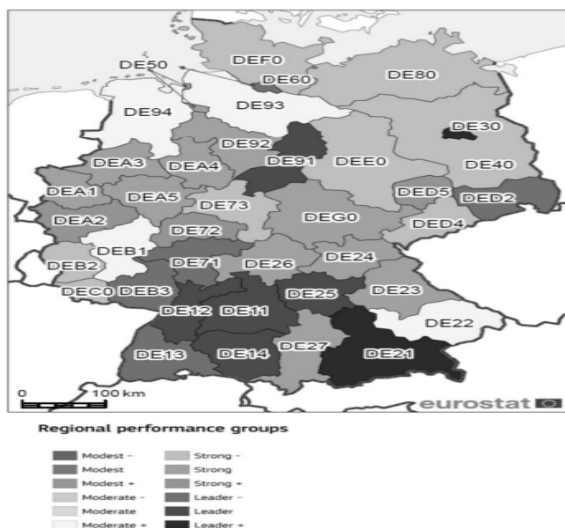 DEF0
DE50
DE60
DE80
DE94
DE93
DE30
DE92
DEA3
DEA4
DE91
DEE0
DE40
DEA1
DEA5
DE73
DED5
DED2
DEA2
DEG0
DED4
DE72
DEB1
DEB2
DE71
DE26
DE24
DEC0
DEB3
DE25
DE23
DE12
DE11
DE22
DE13
DE14
DE27
DE21
0 100 km
eurostat
Regional performance groups
Modest - Strong -
Modest Strong
Modest + Strong +
Moderate - Leader -
Moderate Leader
Moderate + Leader +